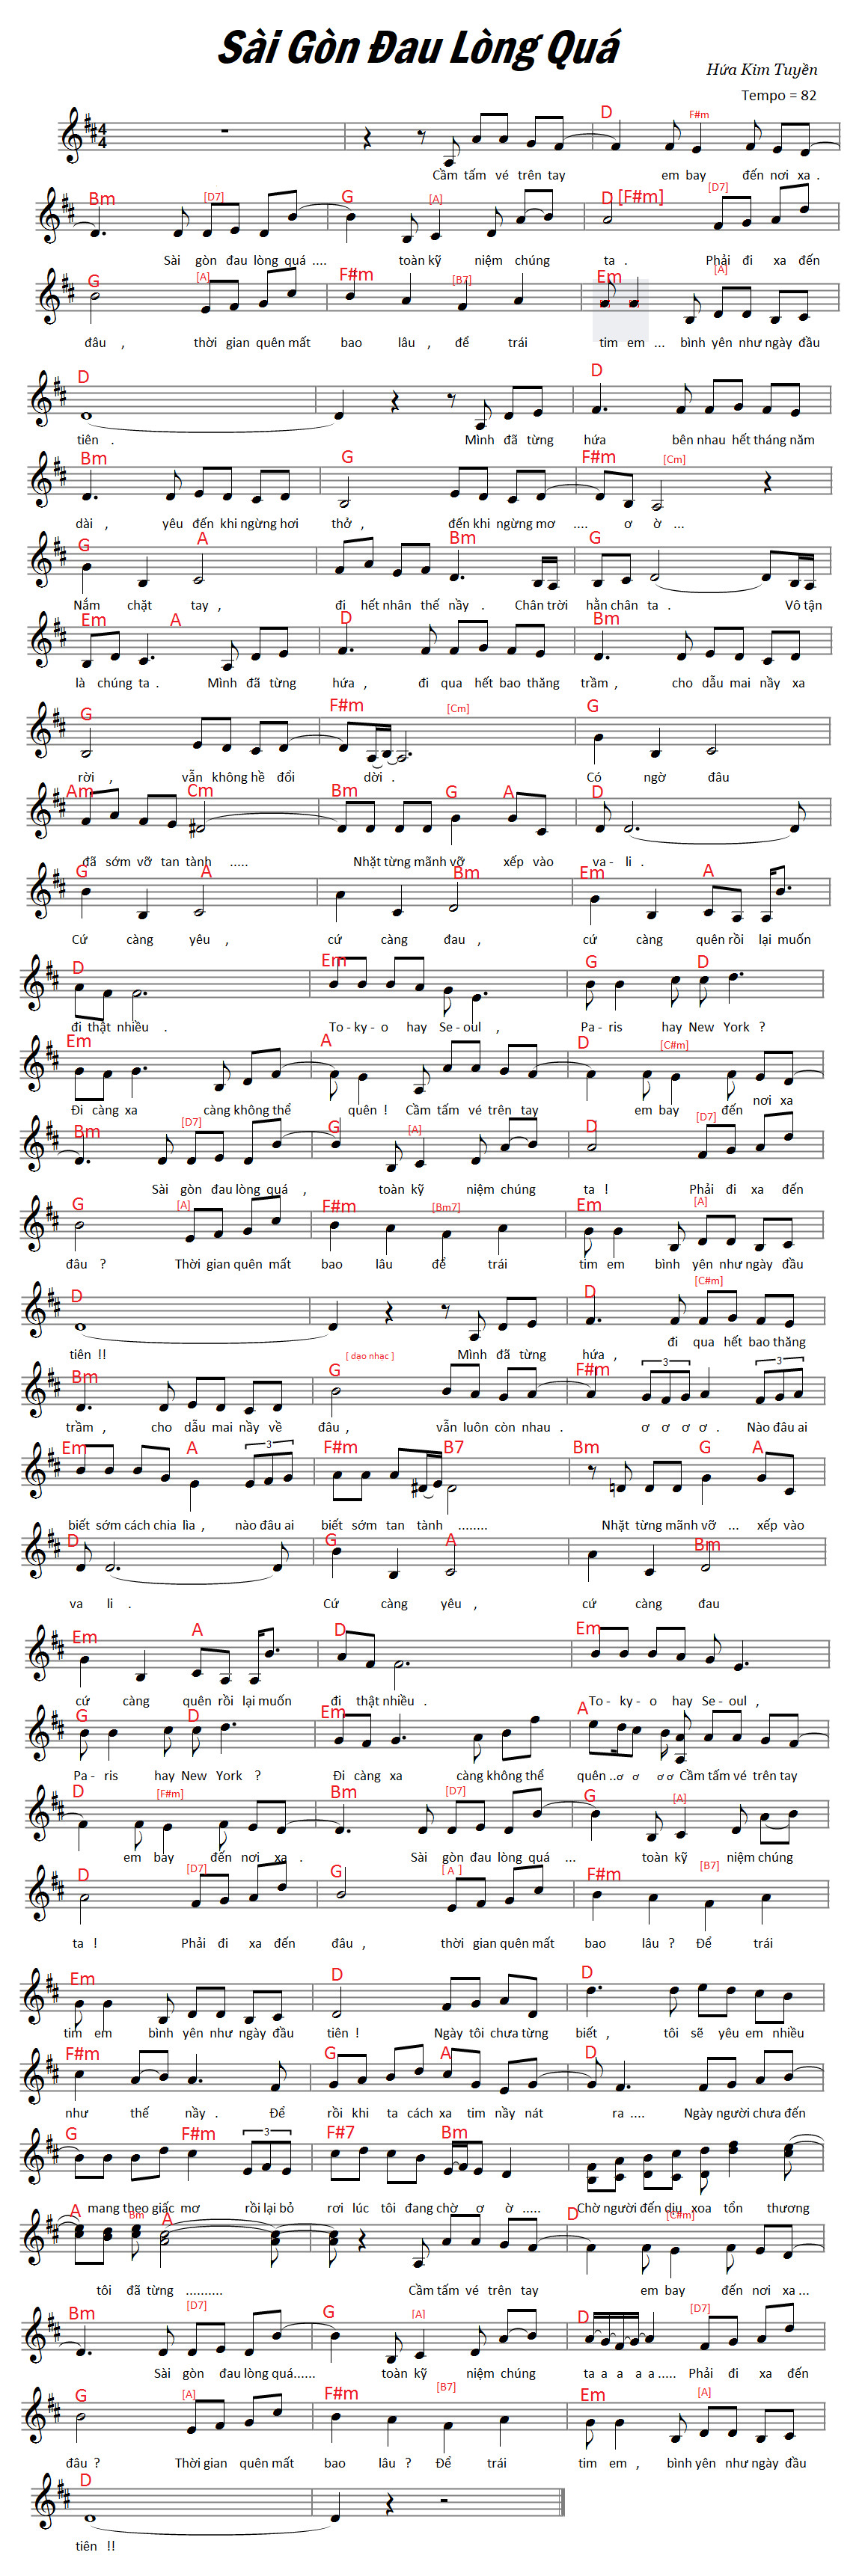 Sài Gòn Đau Lòng Quá
Hứa Kim Tuyền
Tempo = 82
D F#m
Cầm tấm vé trên tay em bay đến nơi xa .
Bm [D7] G [A] D [F#m] [D7]
Sài gòn đau lòng quá .... toàn kỹ niệm chúng ta . Phải đi xa đến
G [A] F#m [B7] Em [A]
đâu , thời gian quên mất bao lâu , để trái tim em ... bình yên như ngày đầu
D D
tiên . Mình đã từng hứa bên nhau hết tháng năm
Bm G F#m [Cm]
dài , yêu đến khi ngừng hơi thở , đến khi ngừng mơ .... ơ ờ ...
G A Bm G
Nắm chặt tay , đi hết nhân thế nầy . Chân trời hằn chân ta . Vô tận
Em A D Bm
là chúng ta . Mình đã từng hứa , đi qua hết bao thăng trầm , cho dẫu mai nầy xa
G F#m [Cm] G
rời , vẫn không hề đổi dời . Có ngờ đâu
Am Cm Bm G A D
đã sớm vỡ tan tành ..... Nhặt từng mãnh vỡ xếp vào va- li .
G A Bm Em A
Cứ càng yêu , cứ càng đau , cứ càng quên rồi lại muốn
D Em G D
đi thật nhiều . To - ky - o hay Se - oul , Pa - ris hay New York ?
Em A D [C#m]
Đi càng xa càng không thể quên ! Cầm tấm vé trên tay em bay đến nơi xa
Bm [D7] G [A] D [D7]
Sài gòn đau lòng quá , toàn kỹ niệm chúng ta ! Phải đi xa đến
G [A] F#m [Bm7] Em [A]
đâu ? Thời gian quên mất bao lâu để trái tim em bình yên như ngày đầu
D D [C#m]
tiên !! Mình đã từng hứa , đi qua hết bao thăng
Bm G [ dạo nhạc ] F#m 3 3
trầm , cho dẫu mai nầy về đâu , vẫn luôn còn nhau . ơ ơ ơ ơ . Nào đâu ai
Em A 3 F#m B7 Bm G A
biết sớm cách chia lìa , nào đâu ai biết sớm tan tành ........ Nhặt từng mãnh vỡ ... xếp vào
D G A Bm
va li . Cứ càng yêu , cứ càng đau
Em A D Em
cứ càng quên rồi lại muốn đi thật nhiều . To - ky - o hay Se - oul ,
G D Em A
Pa - ris hay New York ? Đi càng xa càng không thể quên ..ơ ơ ơ ơ Cầm tấm vé trên tay
D [F#m] Bm [D7] G [A]
em bay đến nơi xa . Sài gòn đau lòng quá ... toàn kỹ niệm chúng
D [D7] G [ A ] F#m [B7]
ta ! Phải đi xa đến đâu , thời gian quên mất bao lâu ? Để trái
Em D D
tim em bình yên như ngày đầu tiên ! Ngày tôi chưa từng biết , tôi sẽ yêu em nhiều
F#m G A D
như thế nầy . Để rồi khi ta cách xa tim nầy nát ra .... Ngày người chưa đến
G F#m 3 F#7 Bm
mang theo giấc mơ rồi lại bỏ rơi lúc tôi đang chờ ơ ờ ..... Chờ người đến dịu xoa tổn thương
A Bm A D [C#m]
tôi đã từng .......... Cầm tấm vé trên tay em bay đến nơi xa ...
Bm [D7] G [A] D [D7]
Sài gòn đau lòng quá...... toàn kỹ niệm chúng ta a a a a ..... Phải đi xa đến
G [A] F#m [B7] Em [A]
đâu ? Thời gian quên mất bao lâu ? Để trái tim em , bình yên như ngày đầu
D
tiên !!